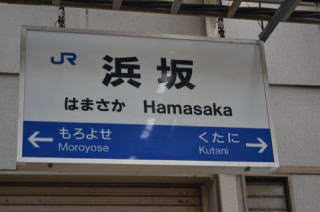 JR 浜坂
はまさか Hamasaka
← もろよせ くたに →
Moroyose Kutani